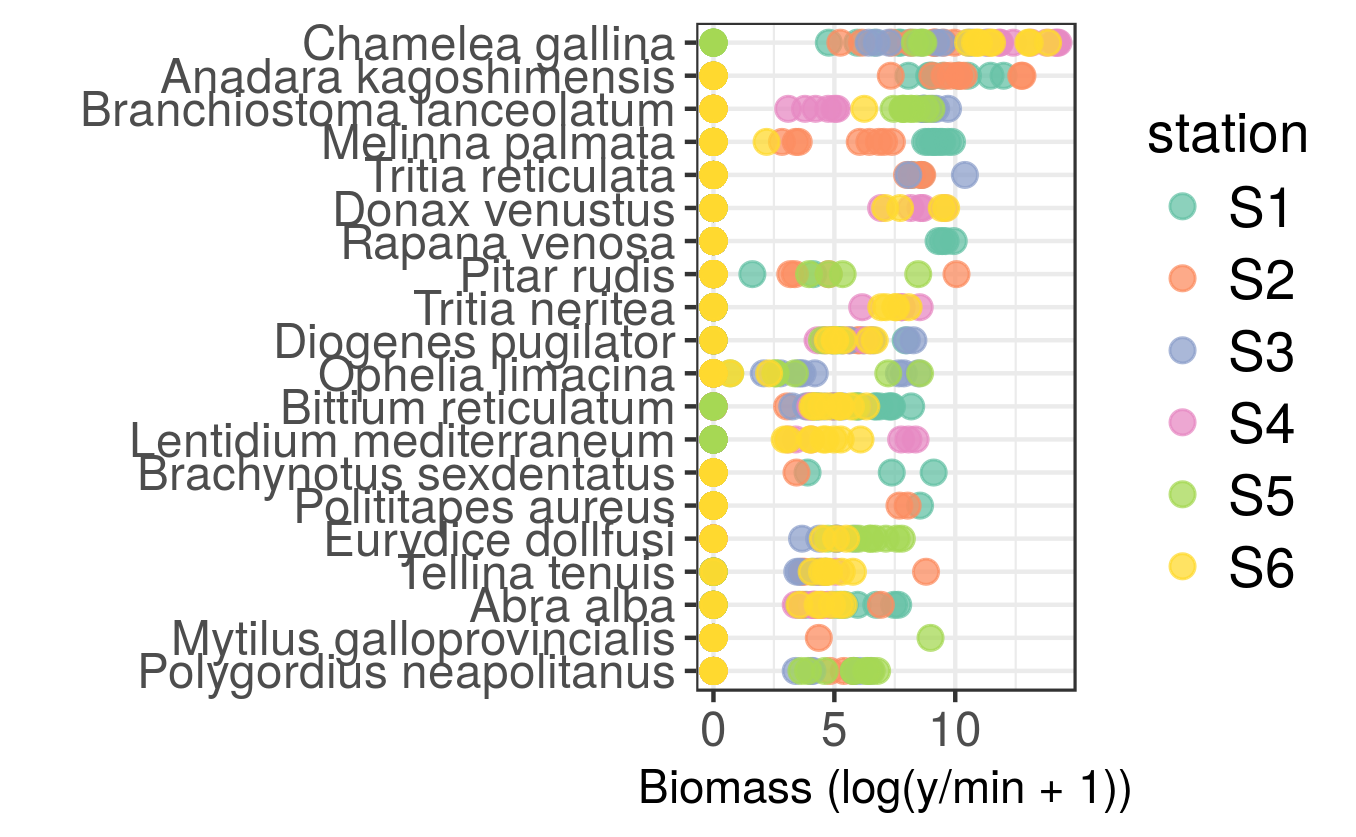 Chamelea gallina
Anadara kagoshimensis
Branchiostoma lanceolatum
Melinna palmata
Tritia reticulata
Donax venustus
Rapana venosa
Pitar rudis
Tritia neritea
Diogenes pugilator
Ophelia limacina
Bittium reticulatum
Lentidium mediterraneum
Brachynotus sexdentatus
Polititapes aureus
Eurydice dollfusi
Tellina tenuis
Abra alba
Mytilus galloprovincialis
Polygordius neapolitanus
0 5 10
Biomass (log(y/min + 1))
station
S1
S2
S3
S4
S5
S6